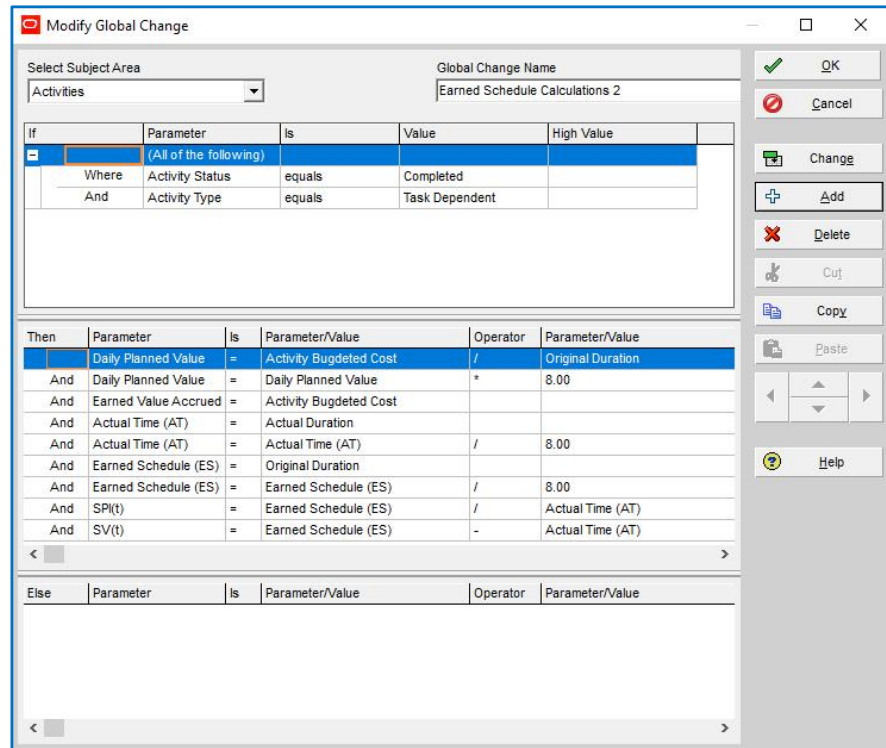 Modify Global Change
Select Subject Area
Global Change Name
Activities
Earned Schedule Calculations 2
If Parameter Is Value High Value
(All of the following)
Where Activity Status equals Completed
And Activity Type equals Task Dependent
Then Parameter Is Parameter/Value Operator Parameter/Value
Daily Planned Value = Activity Bugdeted Cost / Original Duration
And Daily Planned Value = Daily Planned Value * 8.00
And Earned Value Accrued = Activity Bugdeted Cost
And Actual Time (AT) = Actual Duration
And Actual Time (AT) = Actual Time (AT) / 8.00
And Earned Schedule (ES) = Original Duration
And Earned Schedule (ES) = Earned Schedule (ES) / 8.00
And SPI(t) = Earned Schedule (ES) / Actual Time (AT)
And SV(t) = Earned Schedule (ES) - Actual Time (AT)
Else Parameter Is Parameter/Value Operator Parameter/Value
OK
Cancel
Change
Add
Delete
Cut
Copy
Paste
Help